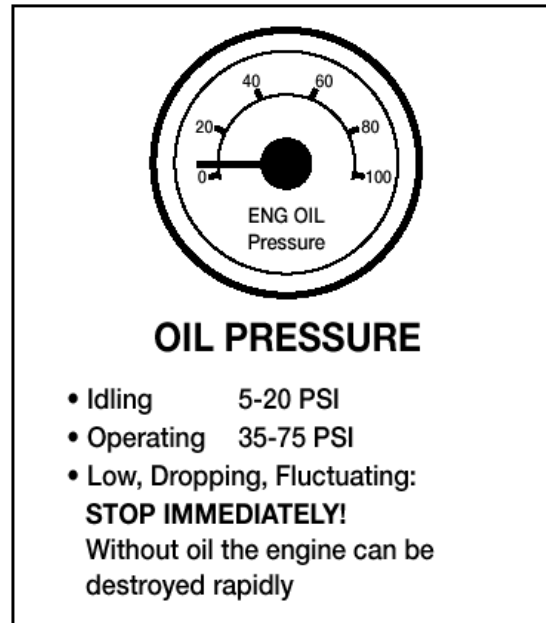 40 60
20 80
0 100
ENG OIL
Pressure
OIL PRESSURE
• Idling 5-20 PSI
• Operating 35-75 PSI
• Low, Dropping, Fluctuating:
STOP IMMEDIATELY!
Without oil the engine can be
destroyed rapidly